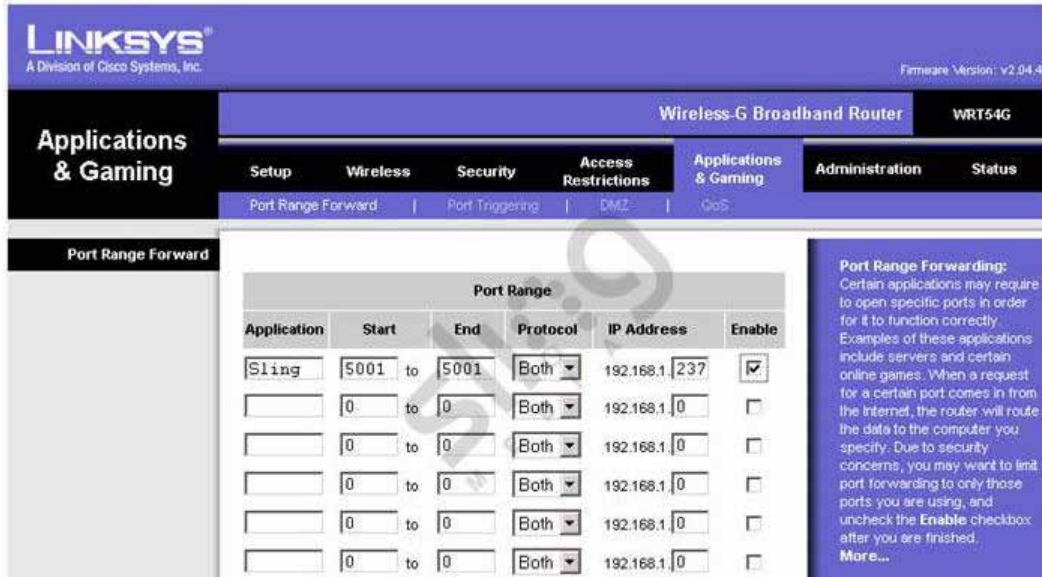 LINKSYS®
A Division of Cisco Systems, Inc.
Firmware Version: v2.04.4
Wireless-G Broadband Router WRT54G
Applications
& Gaming
Setup Wireless Security Access Restrictions Applications & Gaming Administration Status
Port Range Forward | Port Triggering | DMZ | QoS
Port Range Forward
Port Range
Application Start End Protocol IP Address Enable
Sling 5001 to 5001 Both 192.168.1.237
0 to 0 Both 192.168.1.0
0 to 0 Both 192.168.1.0
0 to 0 Both 192.168.1.0
0 to 0 Both 192.168.1.0
0 to 0 Both 192.168.1.0
sling
MEDIA
Port Range Forwarding:
Certain applications may require
to open specific ports in order
for it to function correctly.
Examples of these applications
include servers and certain
online games. When a request
for a certain port comes in from
the Internet, the router will route
the data to the computer you
specify. Due to security
concerns, you may want to limit
port forwarding to only those
ports you are using, and
uncheck the Enable checkbox
after you are finished.
More...